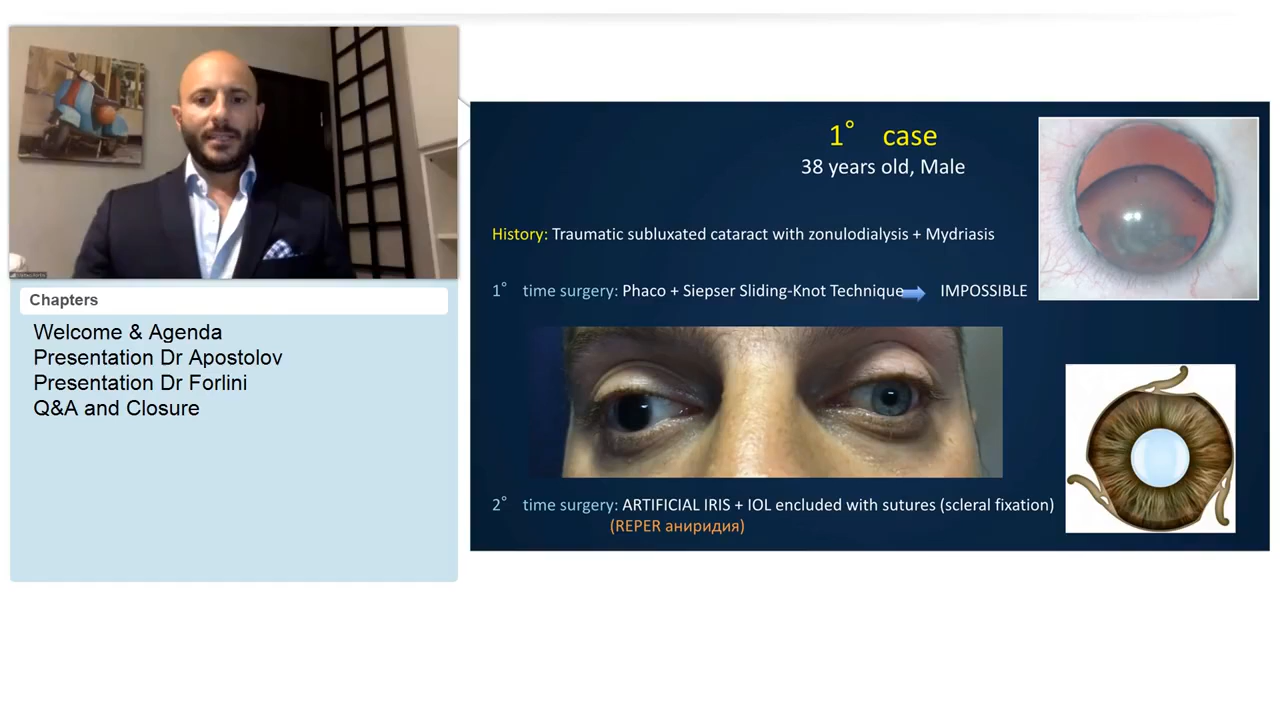 Chapters
Welcome & Agenda
Presentation Dr Apostolov
Presentation Dr Forlini
Q&A and Closure
1° case
38 years old, Male
History: Traumatic subluxated cataract with zonulodialysis + Mydriasis
1° time surgery: Phaco + Siepser Sliding-Knot Technique IMPOSSIBLE
2° time surgery: ARTIFICIAL IRIS + IOL encluded with sutures (scleral fixation)
(REPER аниридия)